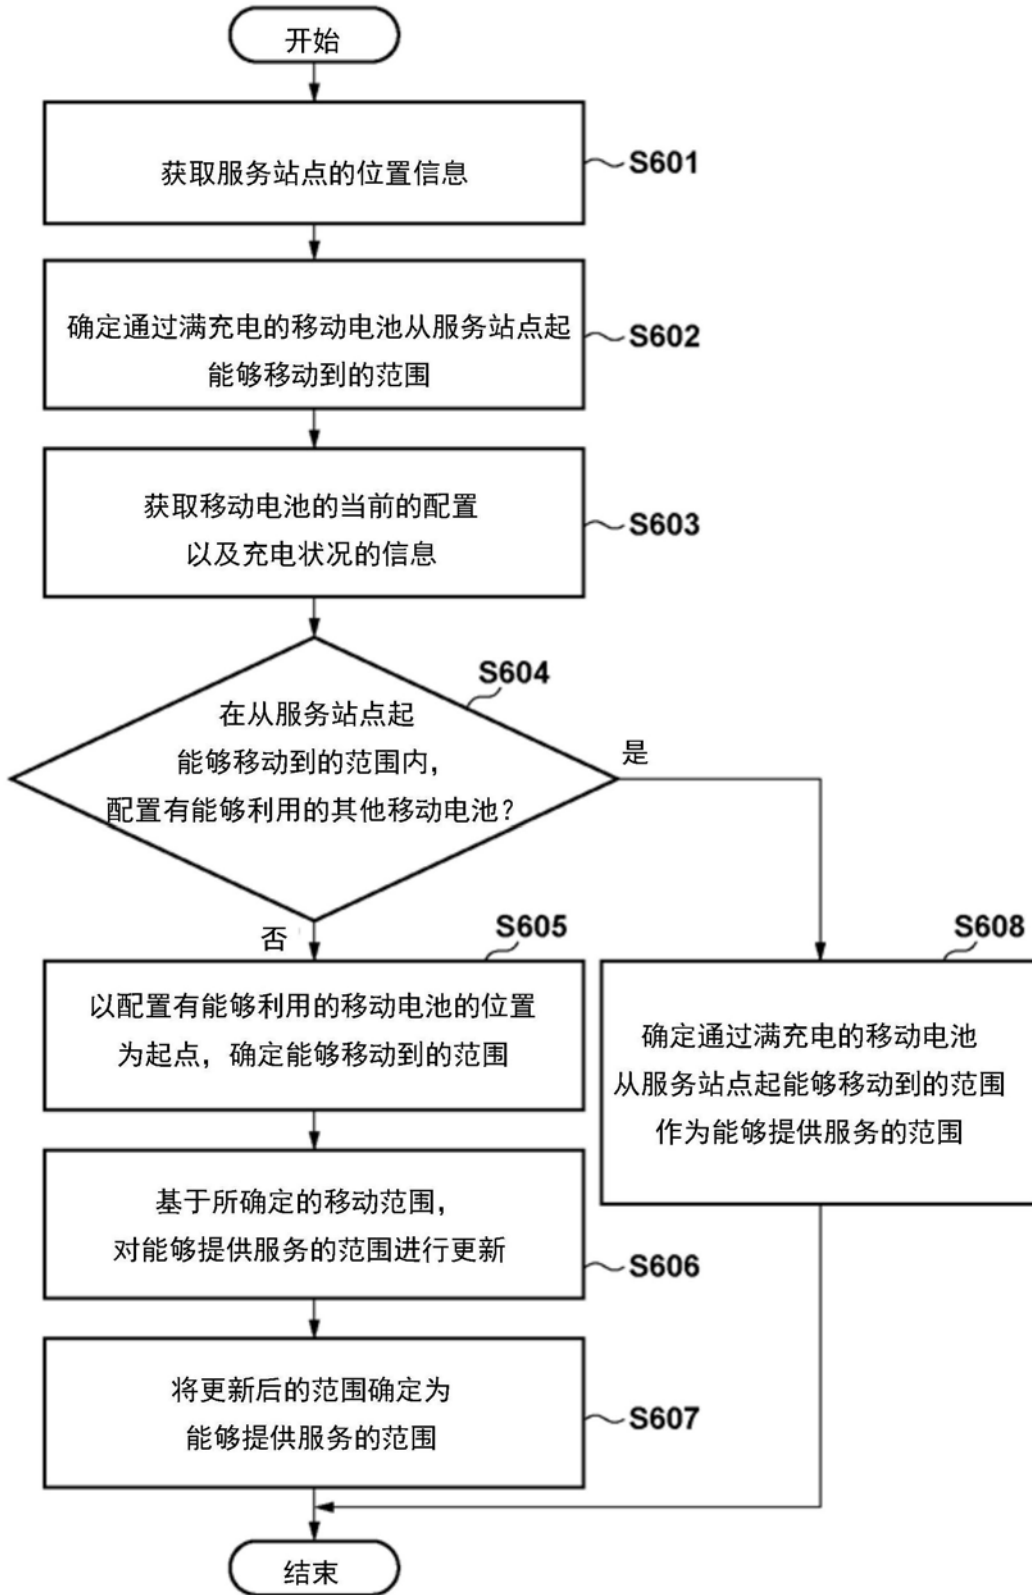 开始
获取服务站点的位置信息
S601
确定通过满充电的移动电池从服务站点起
能够移动到的范围
S602
获取移动电池的当前的配置
以及充电状况的信息
S603
S604
在从服务站点起
能够移动到的范围内，
配置有能够利用的其他移动电池？
是
否
S605
以配置有能够利用的移动电池的位置
为起点，确定能够移动到的范围
S608
确定通过满充电的移动电池
从服务站点起能够移动到的范围
作为能够提供服务的范围
基于所确定的移动范围，
对能够提供服务的范围进行更新
S606
将更新后的范围确定为
能够提供服务的范围
S607
结束